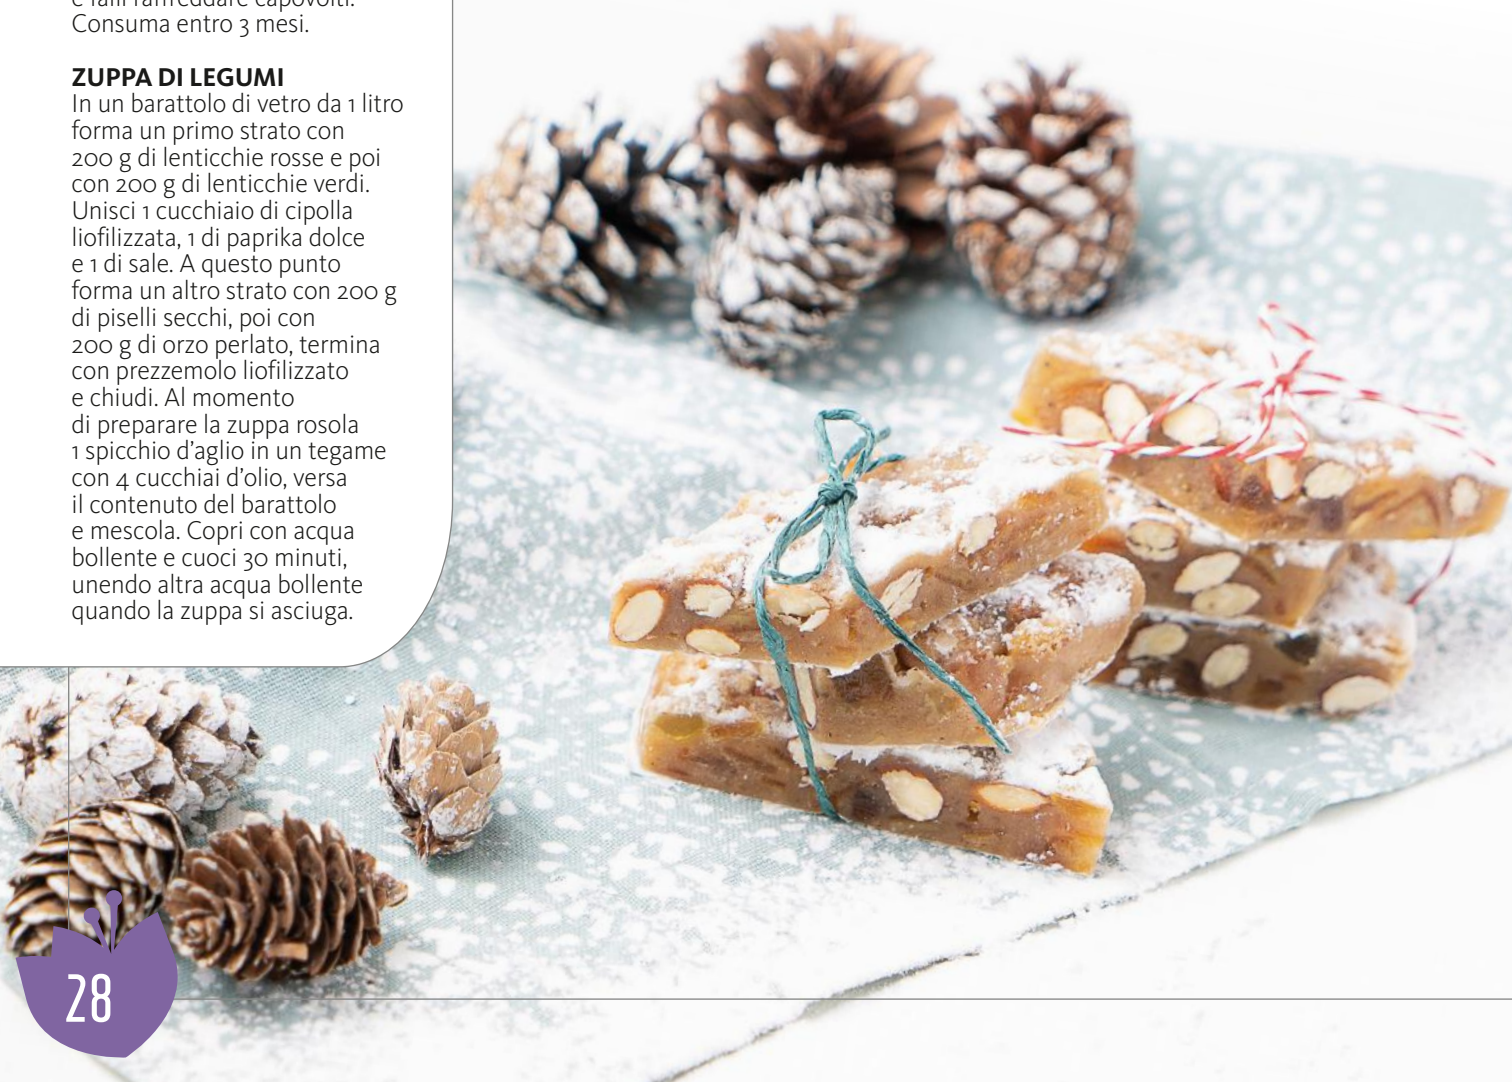 e falli raffreddare capovolti.
Consuma entro 3 mesi.
ZUPPA DI LEGUMI
In un barattolo di vetro da 1 litro
forma un primo strato con
200 g di lenticchie rosse e poi
con 200 g di lenticchie verdi.
Unisci 1 cucchiaio di cipolla
liofilizzata, 1 di paprika dolce
e 1 di sale. A questo punto
forma un altro strato con 200 g
di piselli secchi, poi con
200 g di orzo perlato, termina
con prezzemolo liofilizzato
e chiudi. Al momento
di preparare la zuppa rosola
1 spicchio d’aglio in un tegame
con 4 cucchiai d’olio, versa
il contenuto del barattolo
e mescola. Copri con acqua
bollente e cuoci 30 minuti,
unendo altra acqua bollente
quando la zuppa si asciuga.
28